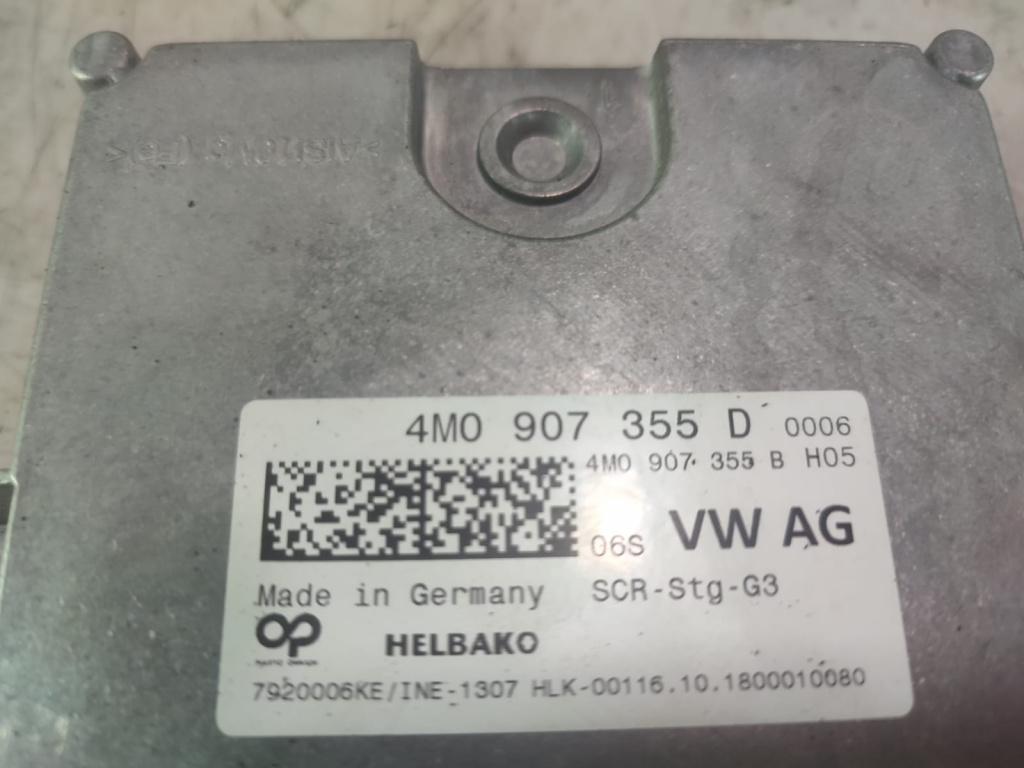 4M0 907 355 D 0006
4M0 907 355 B H05
06S VW AG
Made in Germany SCR-Stg-G3
OP HELBAKO
7920006KE/INE-1307 HLK-00116.10.1800010080